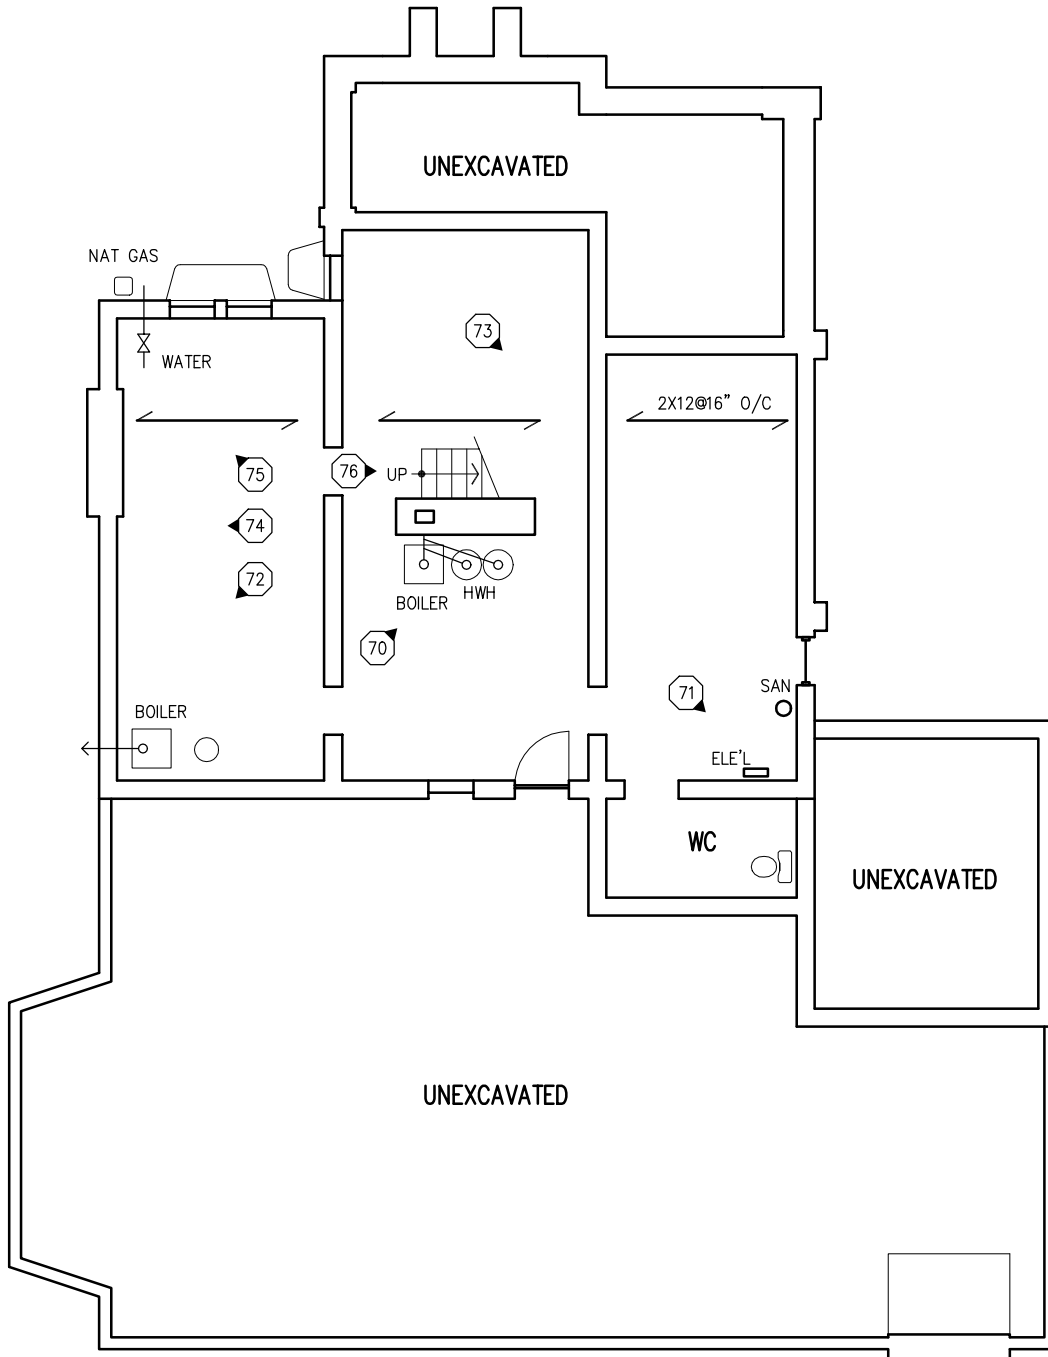 UNEXCAVATED
NAT GAS
73
WATER
2X12@16" O/C
75
76
UP
74
72
BOILER
HWH
70
71
SAN
BOILER
ELE'L
WC
UNEXCAVATED
UNEXCAVATED